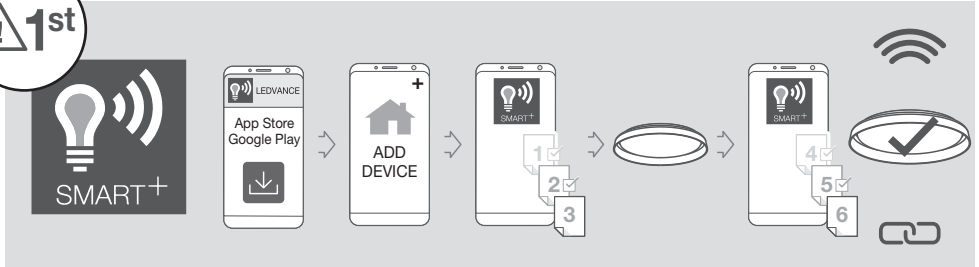 1st
SMART+
LEDVANCE
App Store
Google Play
+
ADD
DEVICE
SMART+
1
2
3
SMART+
4
5
6